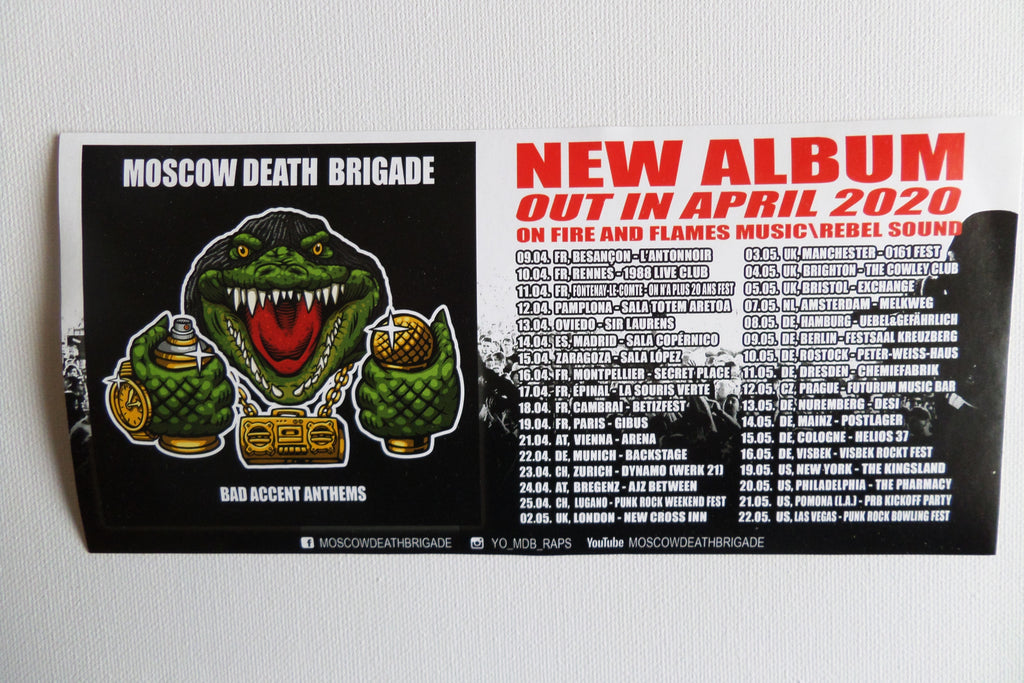 MOSCOW DEATH BRIGADE
BAD ACCENT ANTHEMS
NEW ALBUM
OUT IN APRIL 2020
ON FIRE AND FLAMES MUSIC\REBEL SOUND
09.04. FR, BESANÇON - L'ANTONNOIR
10.04. FR, RENNES - 1988 LIVE CLUB
11.04. FR, FONTENAY-LE-COMTE - ON N'A PLUS 20 ANS FEST
12.04. PAMPLONA - SALA TOTEM ARETOA
13.04. OVIEDO - SIR LAURENS
14.04. ES, MADRID - SALA COPÉRNICO
15.04. ZARAGOZA - SALA LÓPEZ
16.04. FR, MONTPELLIER - SECRET PLACE
17.04. FR, ÉPINAL - LA SOURIS VERTE
18.04. FR, CAMBRAI - BETIZFEST
19.04. FR, PARIS - GIBUS
21.04. AT, VIENNA - ARENA
22.04. DE, MUNICH - BACKSTAGE
23.04. CH, ZURICH - DYNAMO (WERK 21)
24.04. AT, BREGENZ - AJZ BETWEEN
25.04. CH, LUGANO - PUNK ROCK WEEKEND FEST
02.05. UK, LONDON - NEW CROSS INN
03.05. UK, MANCHESTER - 0161 FEST
04.05. UK, BRIGHTON - THE COWLEY CLUB
05.05. UK, BRISTOL - EXCHANGE
07.05. NL, AMSTERDAM - MELKWEG
08.05. DE, HAMBURG - UEBEL&GEFÄHRLICH
09.05. DE, BERLIN - FESTSAAL KREUZBERG
10.05. DE, ROSTOCK - PETER-WEISS-HAUS
11.05. DE, DRESDEN - CHEMIEFABRIK
12.05. CZ, PRAGUE - FUTURUM MUSIC BAR
13.05. DE, NUREMBERG - DESI
14.05. DE, MAINZ - POSTLAGER
15.05. DE, COLOGNE - HELIOS 37
16.05. DE, VISBEK - VISBEK ROCKT FEST
19.05. US, NEW YORK - THE KINGSLAND
20.05. US, PHILADELPHIA - THE PHARMACY
21.05. US, POMONA (L.A.) - PRB KICKOFF PARTY
22.05. US, LAS VEGAS - PUNK ROCK BOWLING FEST
MOSCOWDEATHBRIGADE YO_MDB_RAPS YouTube MOSCOWDEATHBRIGADE